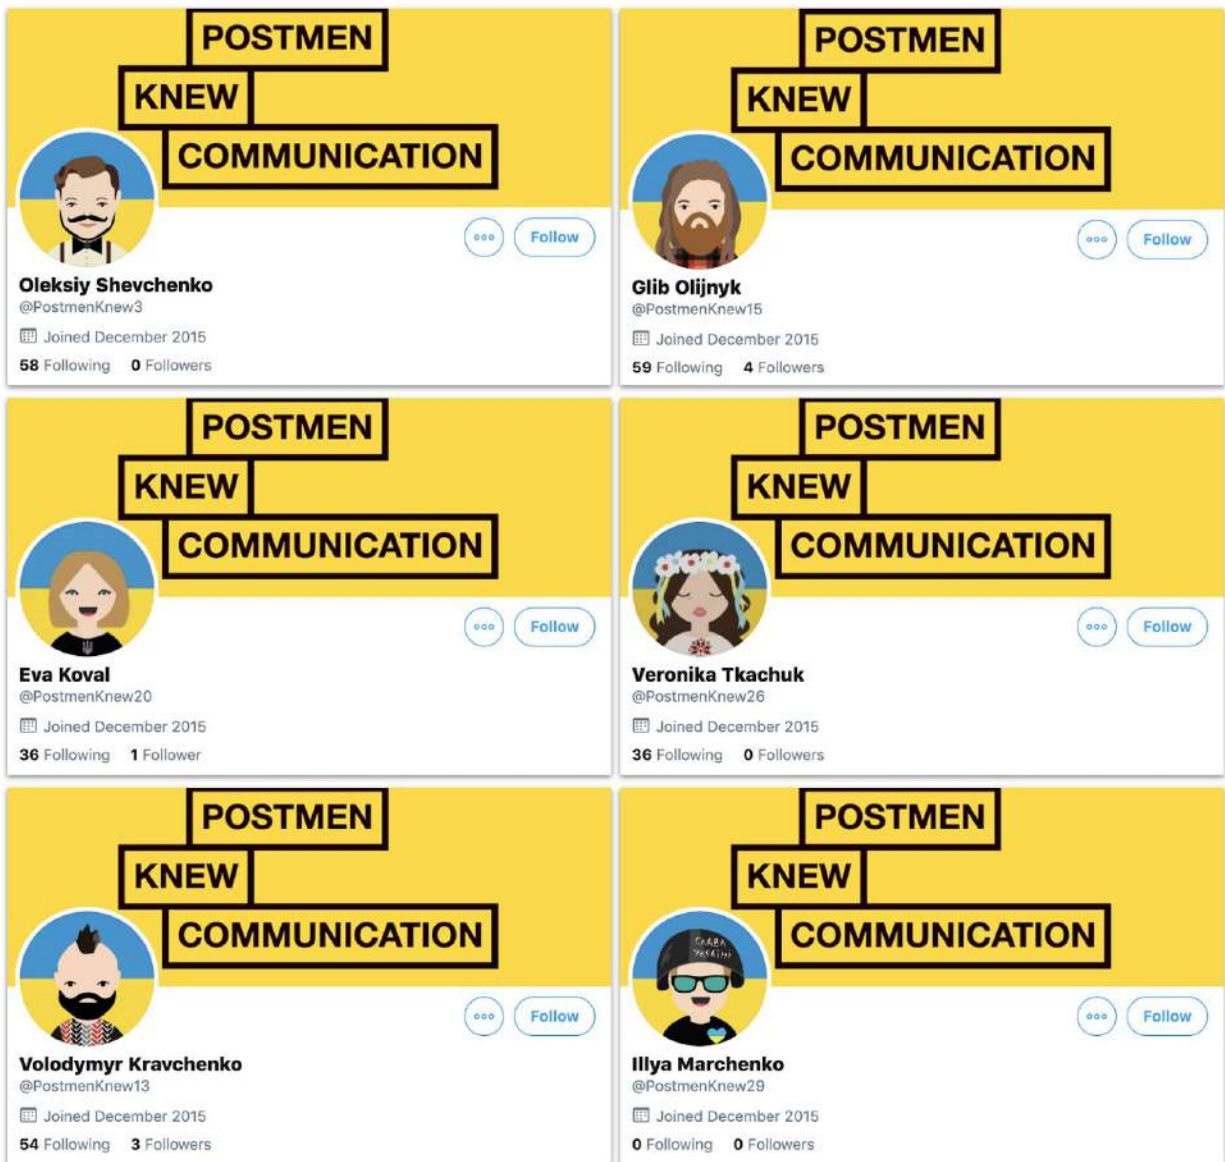 POSTMEN
KNEW
COMMUNICATION
Follow
Oleksiy Shevchenko
@PostmenKnew3
Joined December 2015
58 Following 0 Followers
POSTMEN
KNEW
COMMUNICATION
Follow
Glib Olijnyk
@PostmenKnew15
Joined December 2015
59 Following 4 Followers
POSTMEN
KNEW
COMMUNICATION
Follow
Eva Koval
@PostmenKnew20
Joined December 2015
36 Following 1 Follower
POSTMEN
KNEW
COMMUNICATION
Follow
Veronika Tkachuk
@PostmenKnew26
Joined December 2015
36 Following 0 Followers
POSTMEN
KNEW
COMMUNICATION
Follow
Volodymyr Kravchenko
@PostmenKnew13
Joined December 2015
54 Following 3 Followers
POSTMEN
KNEW
COMMUNICATION
СЛАВА
УКРАЇНІ
Follow
Illya Marchenko
@PostmenKnew29
Joined December 2015
0 Following 0 Followers